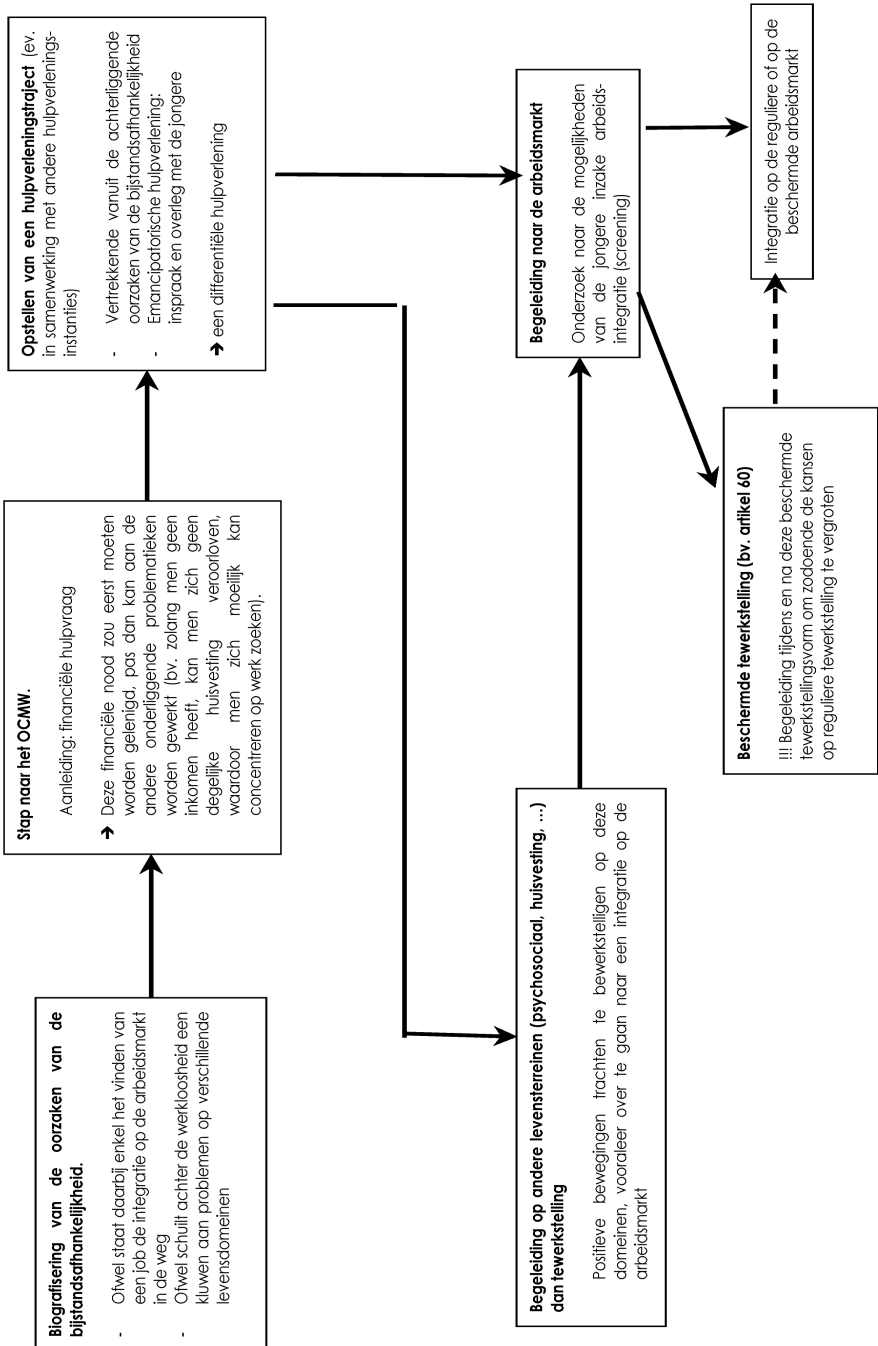 Biografisering van de oorzaken van de
bijstandsafhankelijkheid.
- Ofwel staat daarbij enkel het vinden van
een job de integratie op de arbeidsmarkt
in de weg
- Ofwel schuilt achter de werkloosheid een
kluwen aan problemen op verschillende
levensdomeinen
Stap naar het OCMW.
Aanleiding: financiële hulpvraag
➔ Deze financiële nood zou eerst moeten
worden gelenigd, pas dan kan aan de
andere onderliggende problematieken
worden gewerkt (bv. zolang men geen
inkomen heeft, kan men zich geen
degelijke huisvesting veroorloven,
waardoor men zich moeilijk kan
concentreren op werk zoeken).
Opstellen van een hulpverleningstraject (ev.
in samenwerking met andere hulpverlenings-
instanties)
- Vertrekkende vanuit de achterliggende
oorzaken van de bijstandsafhankelijkheid
- Emancipatorische hulpverlening:
inspraak en overleg met de jongere
➔ een differentiële hulpverlening
Begeleiding op andere levensterreinen (psychosociaal, huisvesting, ...)
dan tewerkstelling
Positieve bewegingen trachten te bewerkstelligen op deze
domeinen, vooraleer over te gaan naar een integratie op de
arbeidsmarkt
Begeleiding naar de arbeidsmarkt
Onderzoek naar de mogelijkheden
van de jongere inzake arbeids-
integratie (screening)
Beschermde tewerkstelling (bv. artikel 60)
!!! Begeleiding tijdens en na deze beschermde
tewerkstellingsvorm om zodoende de kansen
op reguliere tewerkstelling te vergroten
Integratie op de reguliere of op de
beschermde arbeidsmarkt